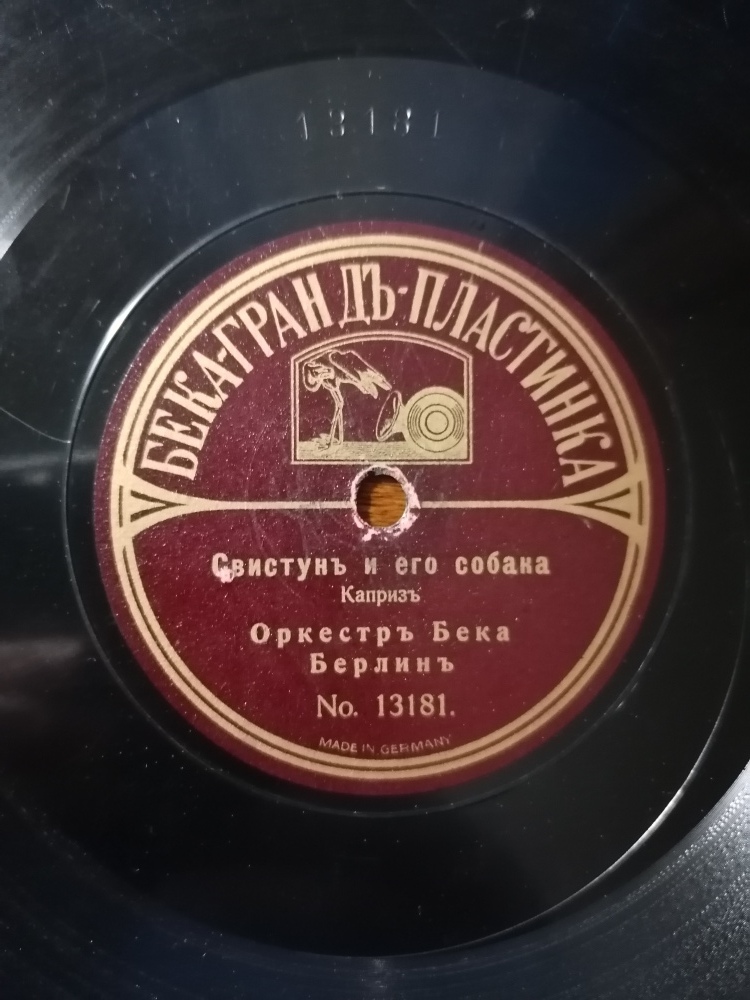 13181
БЕКА-ГРАНДЪ-ПЛАСТИНКА
Свистунъ и его собака
Капризъ
Оркестръ Бека
Берлинъ
No. 13181.
MADE IN GERMANY